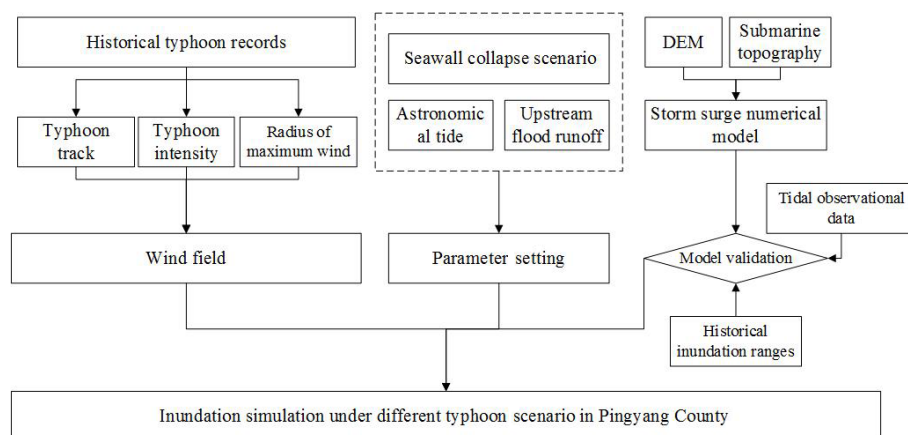 Historical typhoon records
Typhoon
track
Typhoon
intensity
Radius of
maximum wind
Wind field
Seawall collapse scenario
Astronomic
al tide
Upstream
flood runoff
Parameter setting
DEM
Submarine
topography
Storm surge numerical
model
Tidal observational
data
Model validation
Historical
inundation ranges
Inundation simulation under different typhoon scenario in Pingyang County